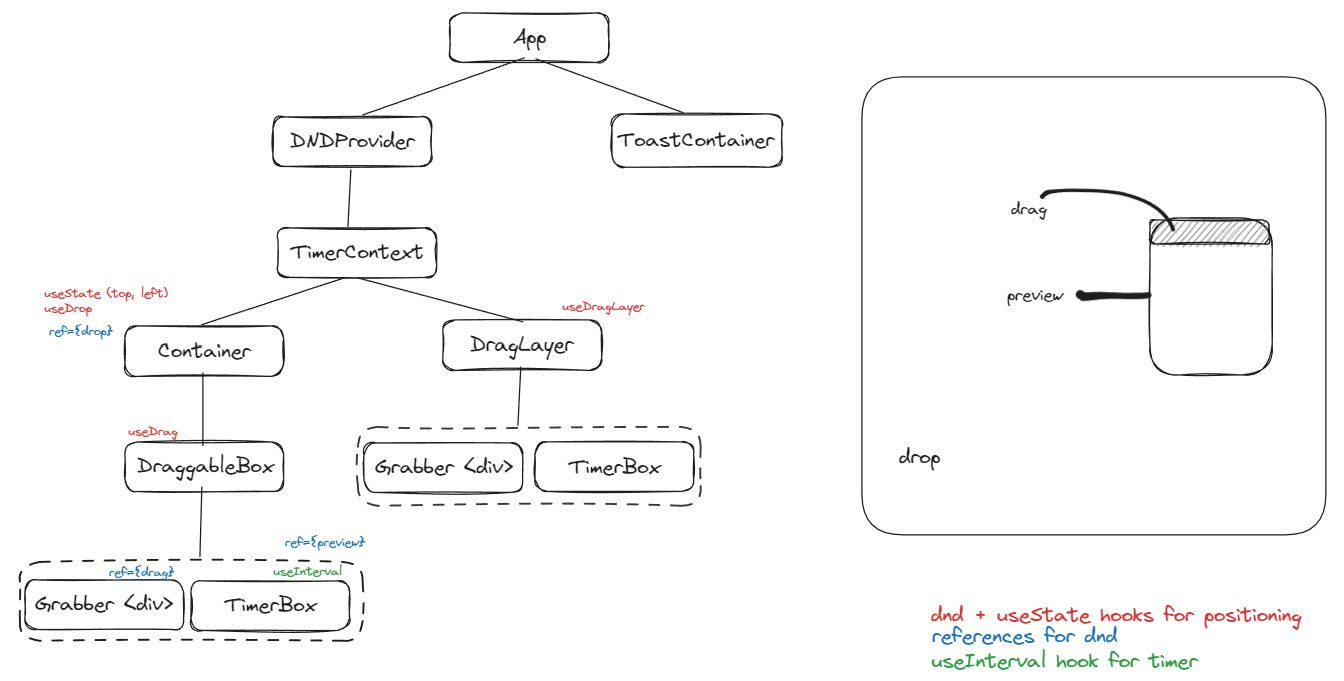 App
DNDProvider
ToastContainer
TimerContext
useState (top, left)
useDrop
ref={drop}
Container
useDragLayer
DragLayer
useDrag
DraggableBox
Grabber <div>
TimerBox
ref={preview}
ref={drag}
useInterval
Grabber <div>
TimerBox
drag
preview
drop
dnd + useState hooks for positioning
references for dnd
useInterval hook for timer